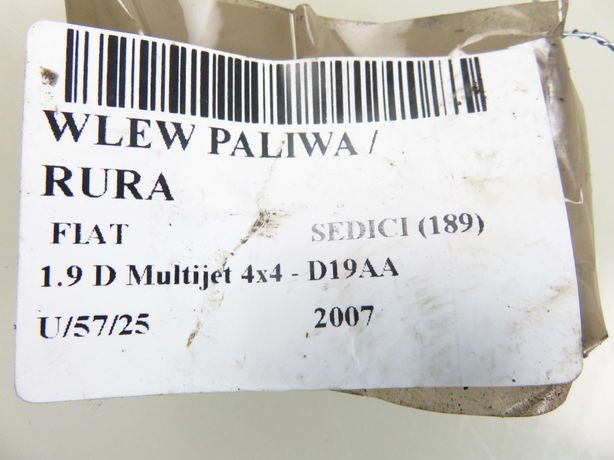 WLEW PALIWA /
RURA
FIAT SEDICI (189)
1.9 D Multijet 4x4 - D19AA
U/57/25 2007